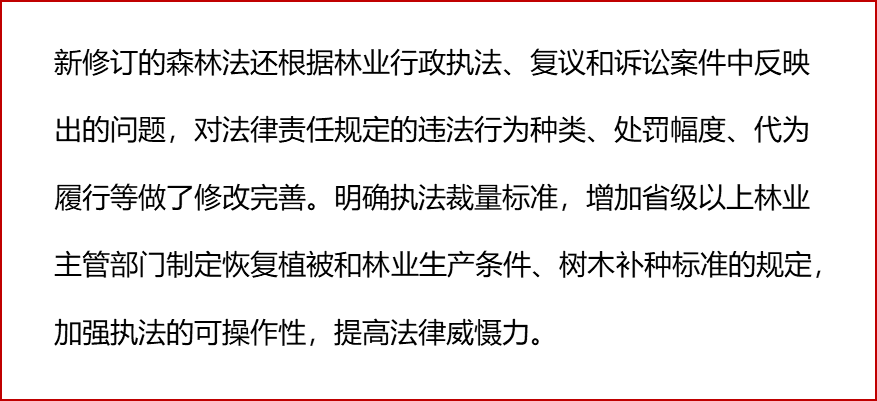 新修订的森林法还根据林业行政执法、复议和诉讼案件中反映
出的问题，对法律责任规定的违法行为种类、处罚幅度、代为
履行等做了修改完善。明确执法裁量标准，增加省级以上林业
主管部门制定恢复植被和林业生产条件、树木补种标准的规定，
加强执法的可操作性，提高法律威慑力。